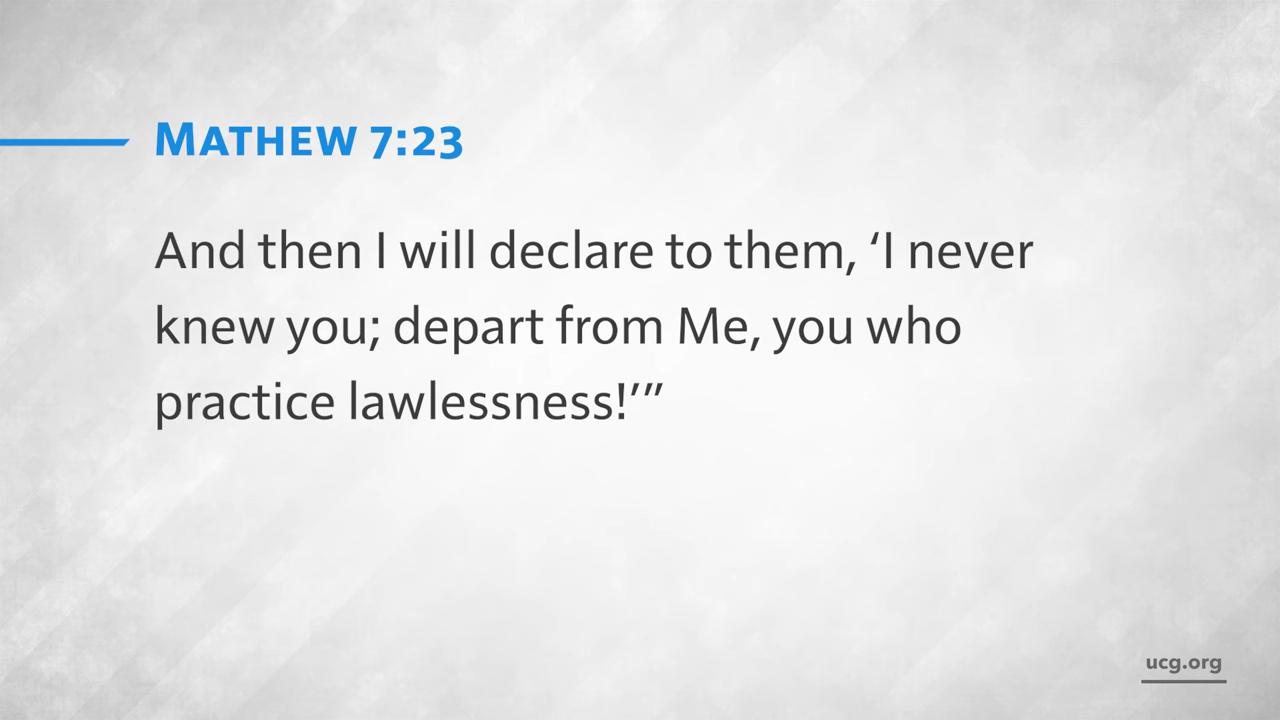 MATHEW 7:23
And then I will declare to them, ‘I never
knew you; depart from Me, you who
practice lawlessness!’”
ucg.org